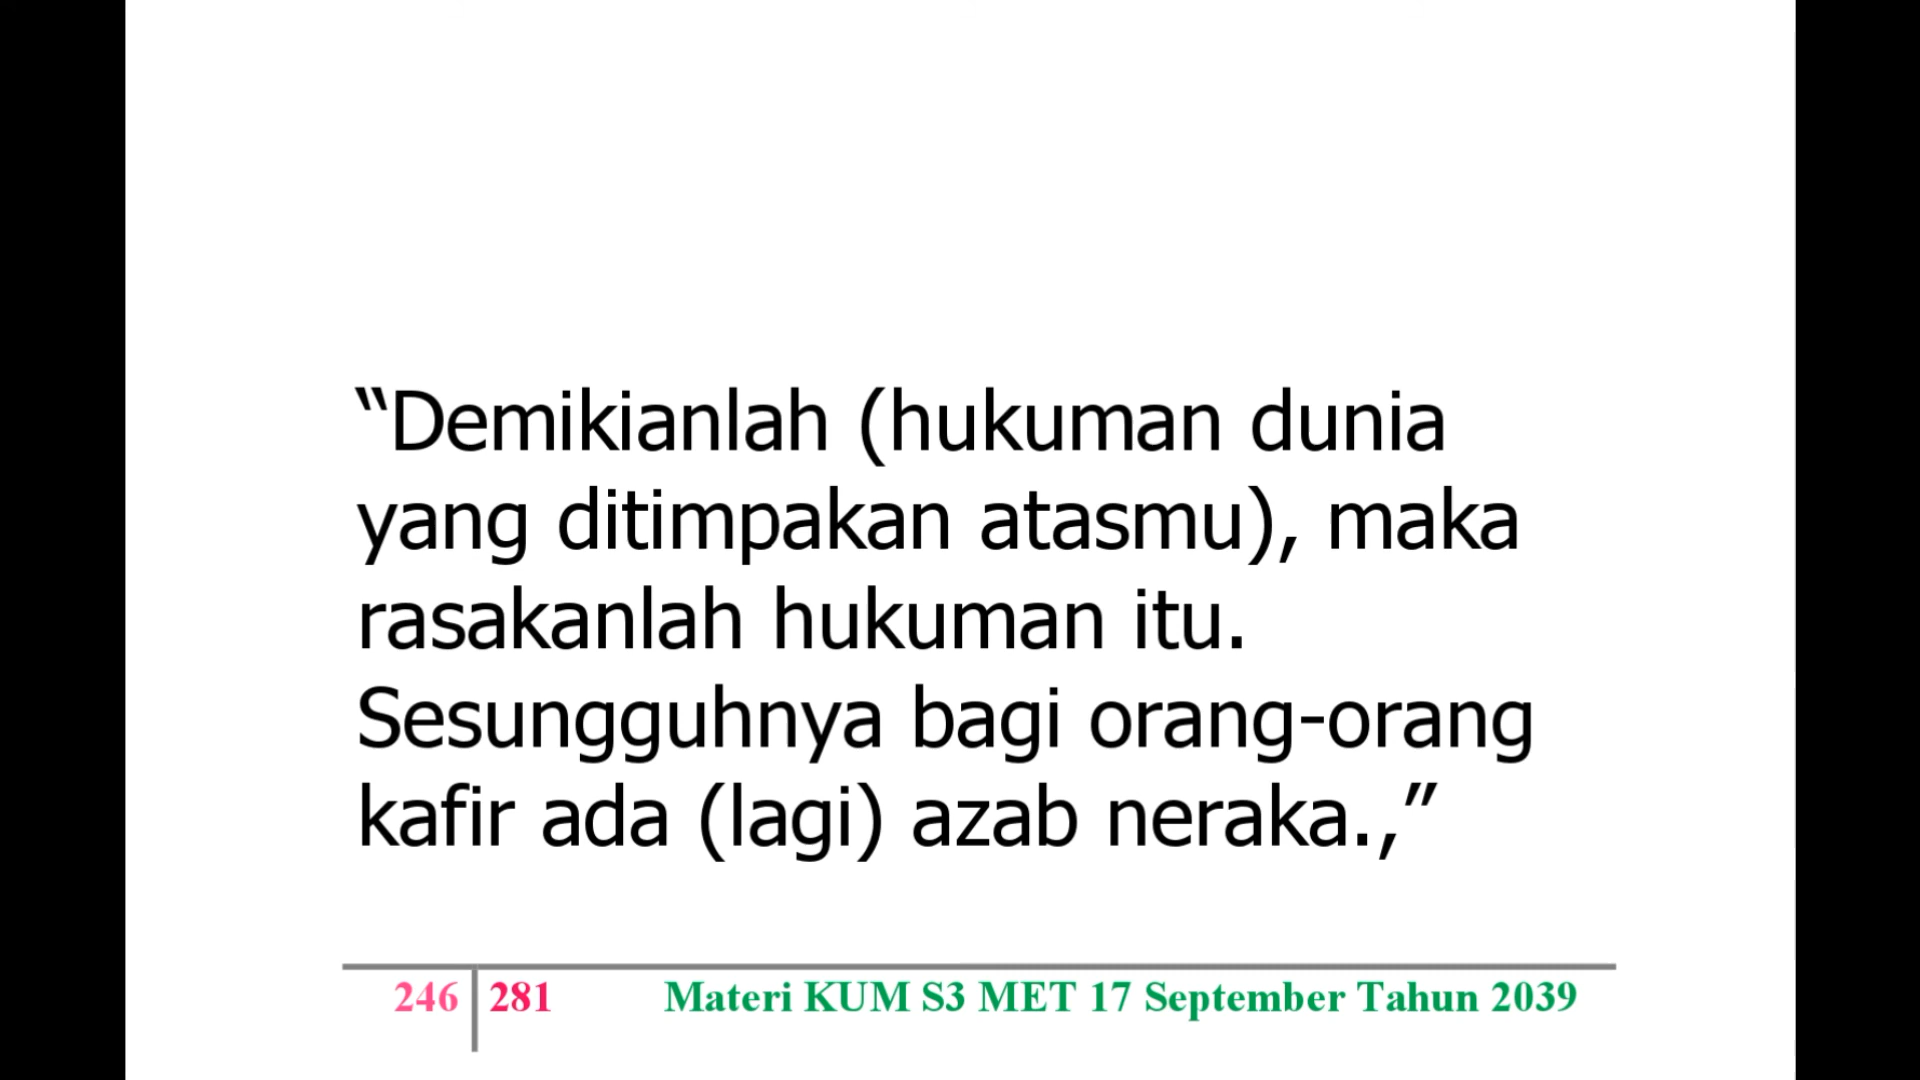 “Demikianlah (hukuman dunia
yang ditimpakan atasmu), maka
rasakanlah hukuman itu.
Sesungguhnya bagi orang-orang
kafir ada (lagi) azab neraka.,”
246 281 Materi KUM S3 MET 17 September Tahun 2039